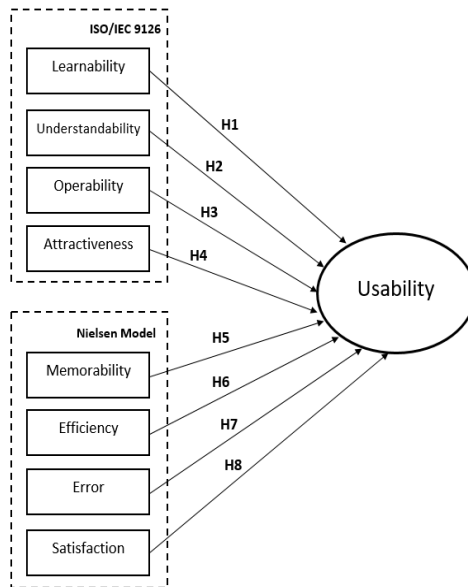 ISO/IEC 9126
Learnability
H1
Understandability
H2
Operability
H3
Attractiveness
H4
Usability
Nielsen Model
Memorability
H5
Efficiency
H6
Error
H7
Satisfaction
H8